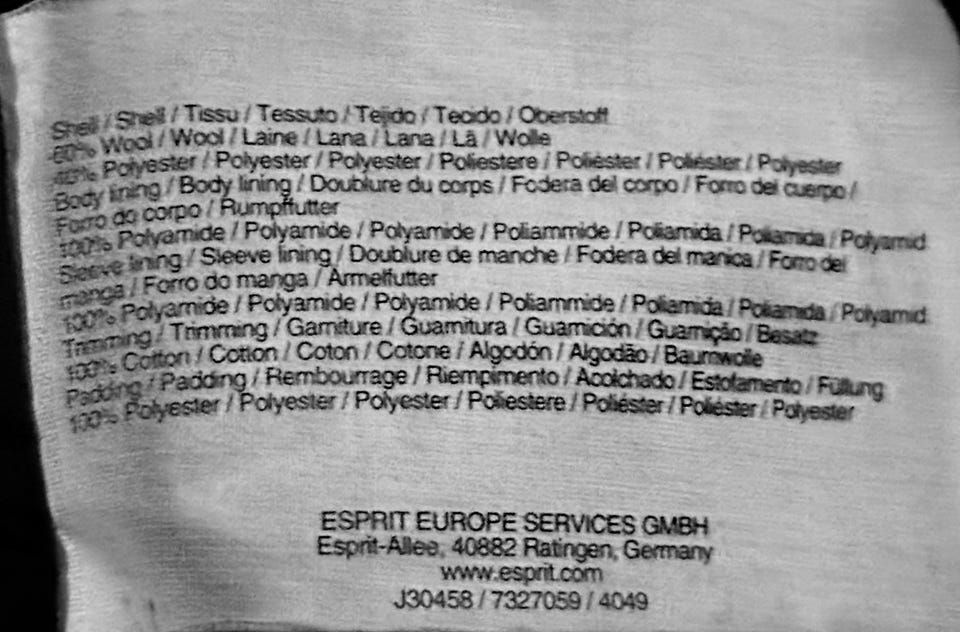 Shell / Shell / Tissu / Tessuto / Tejido / Tecido / Oberstoff
60% Wool / Wool / Laine / Lana / Lana / Lã / Wolle
40% Polyester / Polyester / Polyester / Poliestere / Poliéster / Poliéster / Polyester
Body lining / Body lining / Doublure du corps / Fodera del corpo / Forro del cuerpo /
Forro do corpo / Rumpffutter
100% Polyamide / Polyamide / Polyamide / Poliammide / Poliamida / Poliamida / Polyamid
Sleeve lining / Sleeve lining / Doublure de manche / Fodera del manica / Forro del
manga / Forro do manga / Ärmelfutter
100% Polyamide / Polyamide / Polyamide / Poliammide / Poliamida / Poliamida / Polyamid
Trimming / Trimming / Garniture / Guarnitura / Guarnición / Guarnição / Besatz
100% Cotton / Cotton / Coton / Cotone / Algodón / Algodão / Baumwolle
Padding / Padding / Rembourrage / Riempimento / Acolchado / Estofamento / Füllung
100% Polyester / Polyester / Polyester / Poliestere / Poliéster / Poliéster / Polyester
ESPRIT EUROPE SERVICES GMBH
Esprit-Allee, 40882 Ratingen, Germany
www.esprit.com
J30458 / 7327059 / 4049